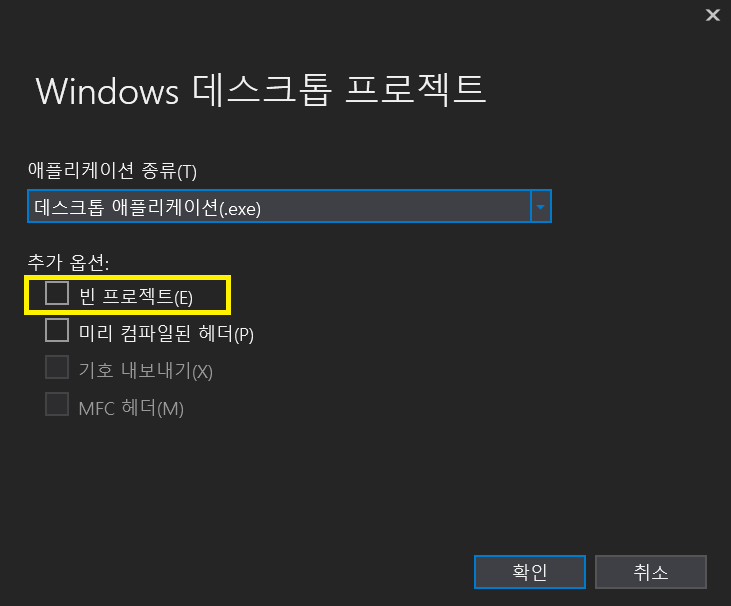 Windows 데스크톱 프로젝트
애플리케이션 종류(T)
데스크톱 애플리케이션(.exe)
추가 옵션:
빈 프로젝트(E)
미리 컴파일된 헤더(P)
기호 내보내기(X)
MFC 헤더(M)
확인
취소